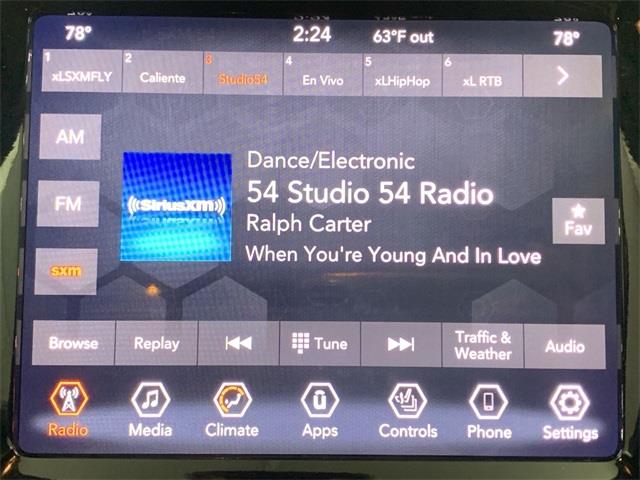 78° 2:24 63°F out 78°
1 xLSXMFLY 2 Caliente 3 Studio54 4 En Vivo 5 xLHipHop 6 xL RTB
AM
FM
sxm
SiriusXM
Dance/Electronic
54 Studio 54 Radio
Ralph Carter
When You're Young And In Love
Fav
Browse Replay Tune Traffic & Weather Audio
Radio Media Climate Apps Controls Phone Settings